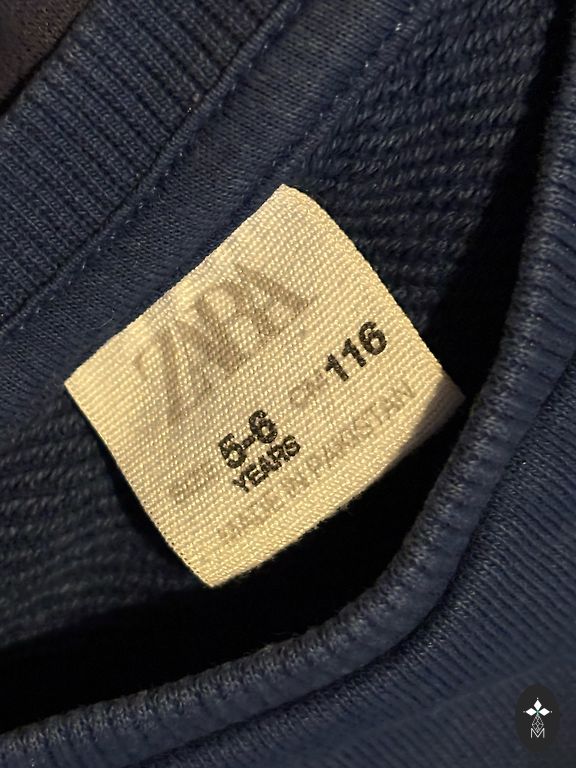 ZARA
SIZE 5-6 CM 116
YEARS
MADE IN PAKISTAN
M